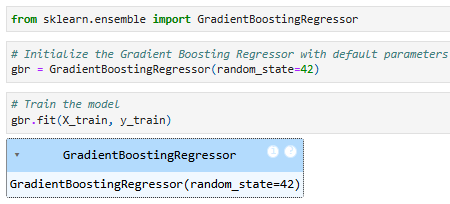 from sklearn.ensemble import GradientBoostingRegressor
# Initialize the Gradient Boosting Regressor with default parameters
gbr = GradientBoostingRegressor(random_state=42)
# Train the model
gbr.fit(X_train, y_train)
GradientBoostingRegressor
GradientBoostingRegressor(random_state=42)